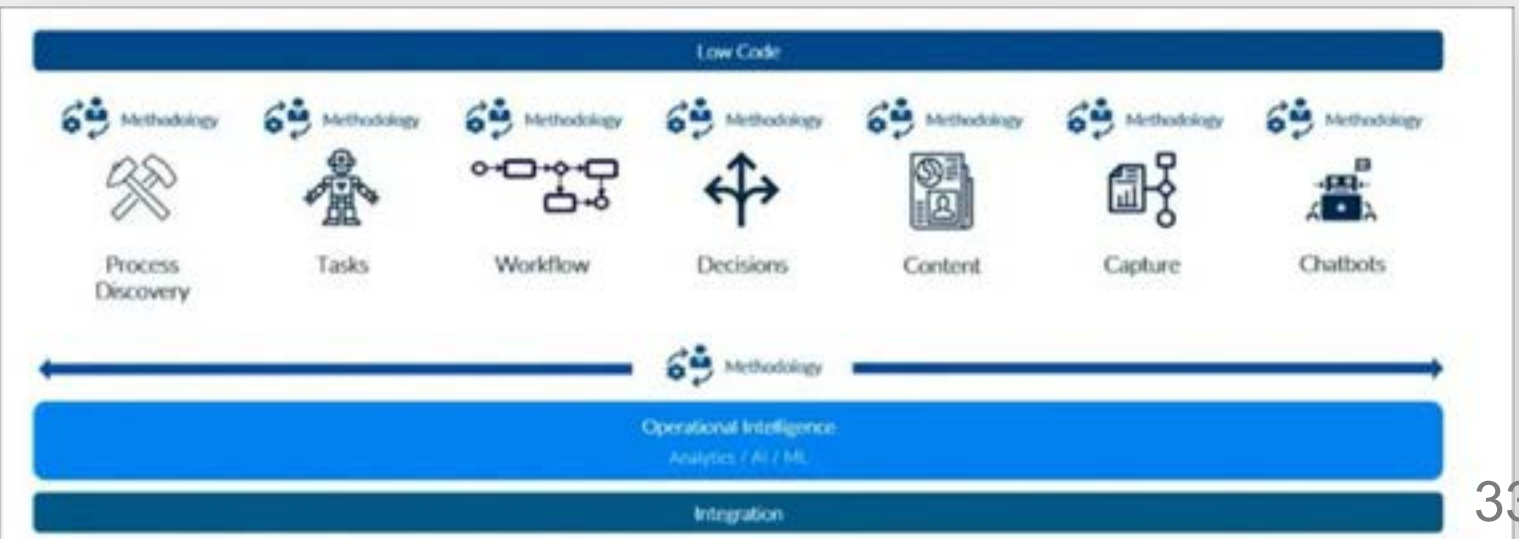 Low Code
Methodology Methodology Methodology Methodology Methodology Methodology Methodology
Process Discovery
Tasks
Workflow
Decisions
Content
Capture
Chatbots
Methodology
Operational Intelligence
Analytics / AI / ML
Integration
33